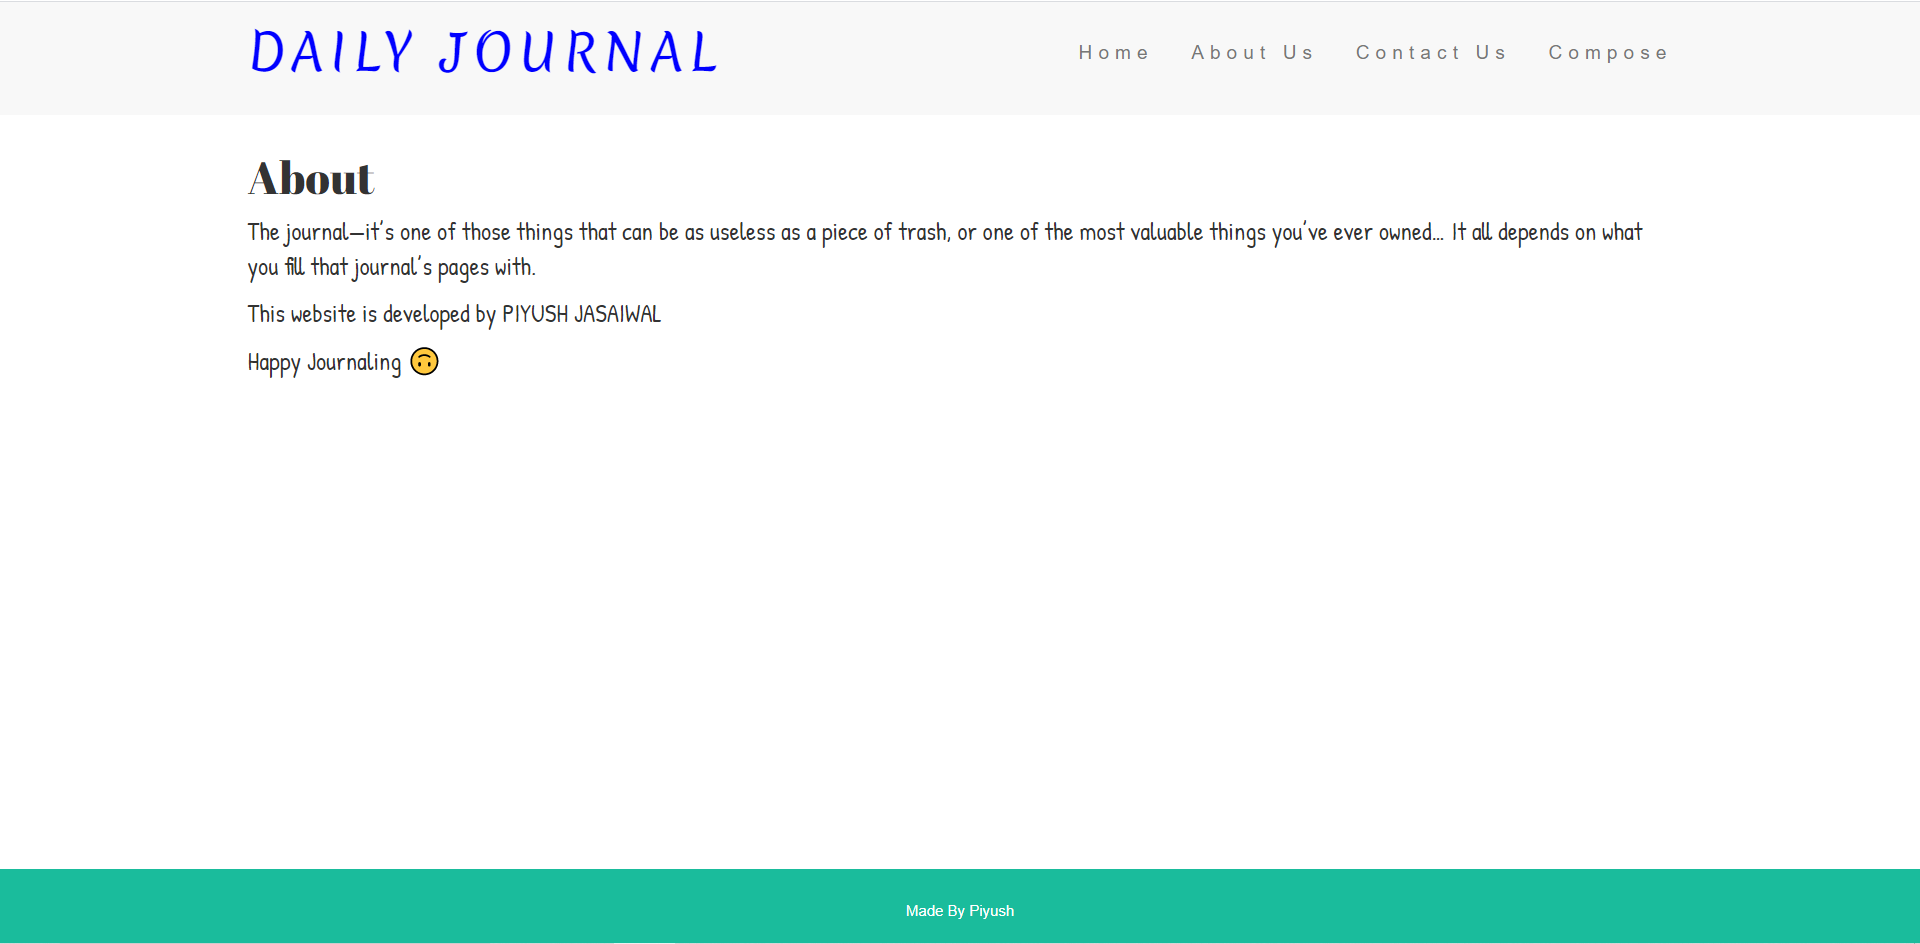 DAILY JOURNAL
Home About Us Contact Us Compose
About
The journal—it's one of those things that can be as useless as a piece of trash, or one of the most valuable things you've ever owned... It all depends on what
you fill that journal's pages with.
This website is developed by PIYUSH JASAIWAL
Happy Journaling 🙃
Made By Piyush